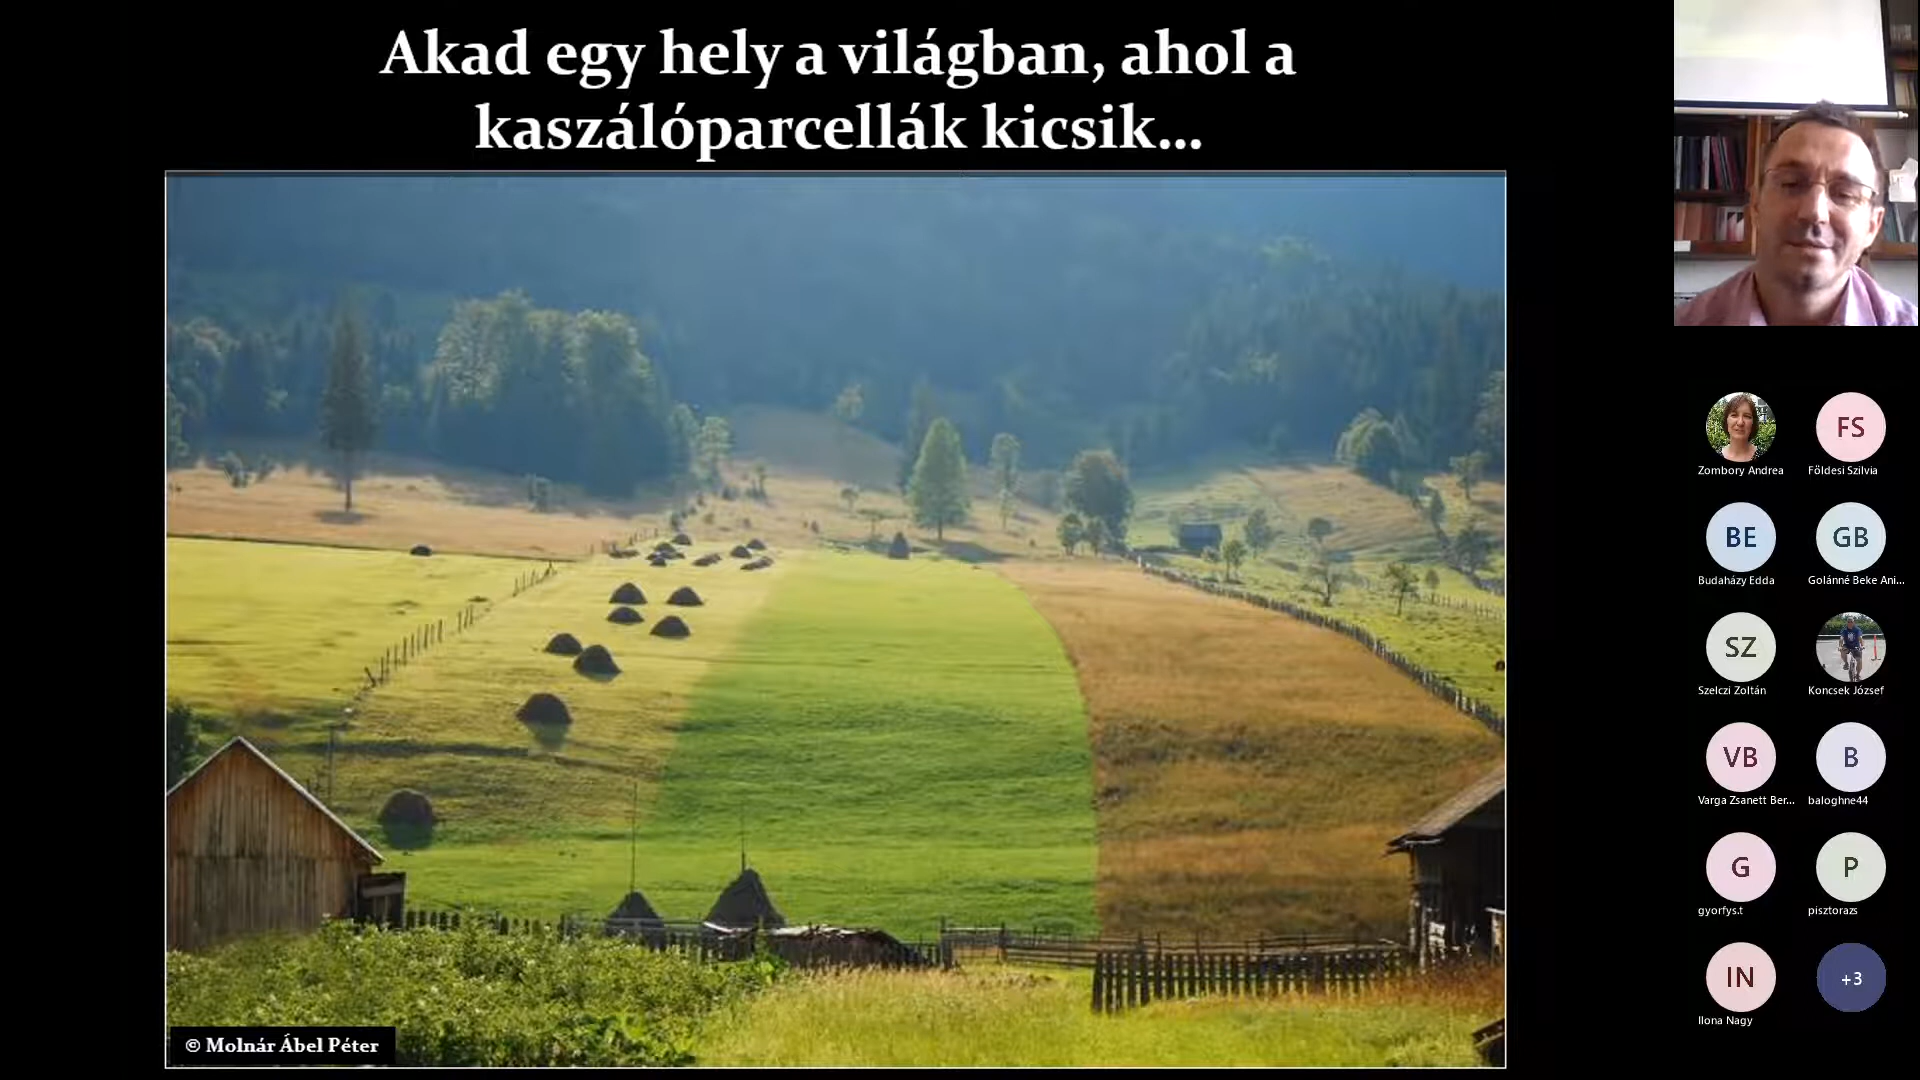 Akad egy hely a világban, ahol a
kaszálóparcellák kicsik...
© Molnár Ábel Péter
Zombory Andrea
FS
Földesi Szilvia
BE
Budaházy Edda
GB
Golánné Beke Ani...
SZ
Szelczi Zoltán
Koncsek József
VB
Varga Zsanett Ber...
B
baloghne44
G
gyorfys.t
P
pisztorazs
IN
Ilona Nagy
+3